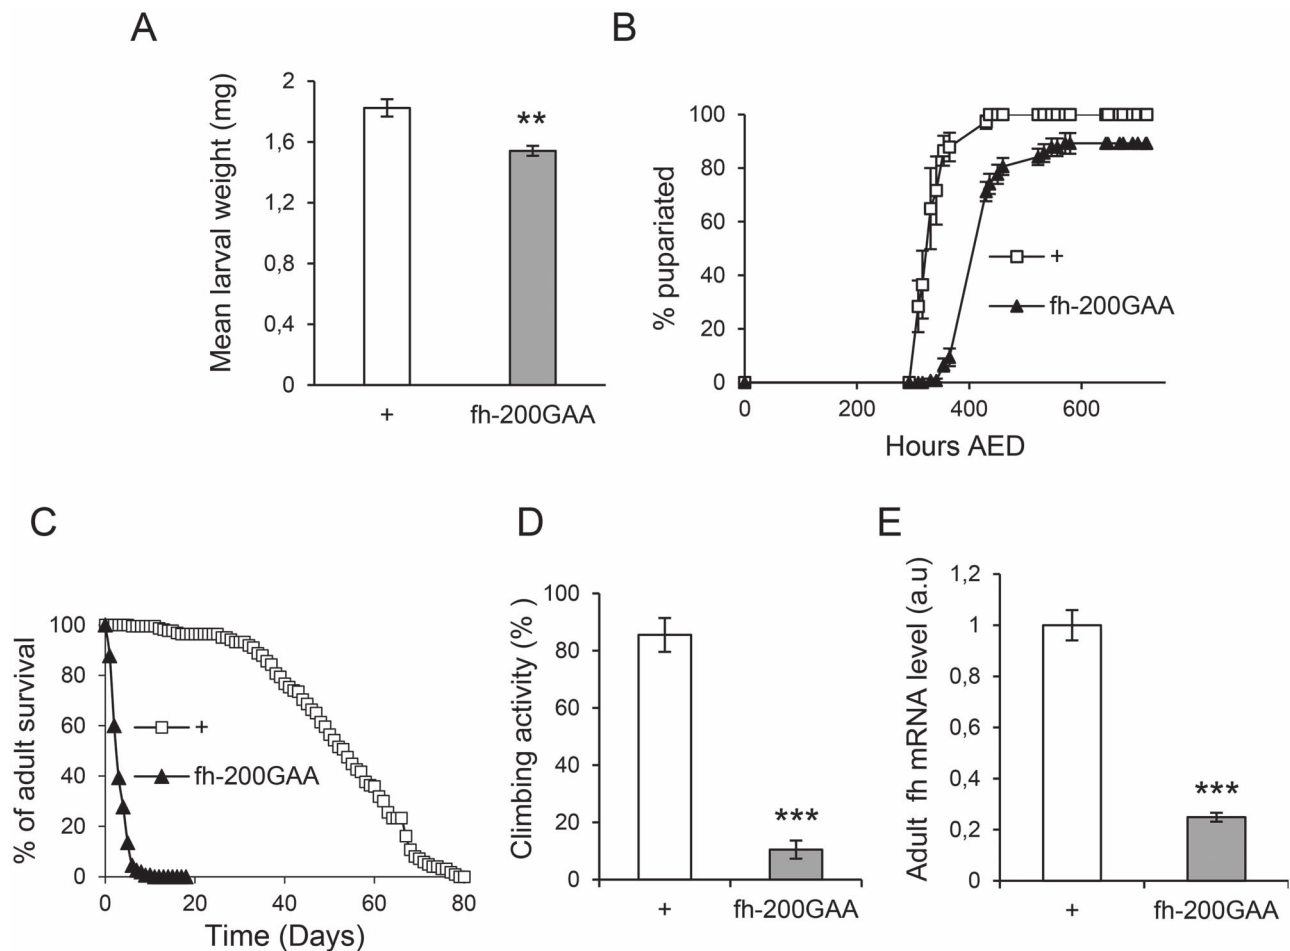 A
Mean larval weight (mg)
2
1,6
1,2
0,8
0,4
0
**
+
fh-200GAA
B
% pupariated
100
80
60
40
20
0
+
fh-200GAA
0
200
400
600
Hours AED
C
% of adult survival
100
80
60
40
20
0
+
fh-200GAA
0
20
40
60
80
Time (Days)
D
Climbing activity (% )
100
80
60
40
20
0
***
+
fh-200GAA
E
Adult fh mRNA level (a.u)
1,2
1
0,8
0,6
0,4
0,2
0
***
+
fh-200GAA